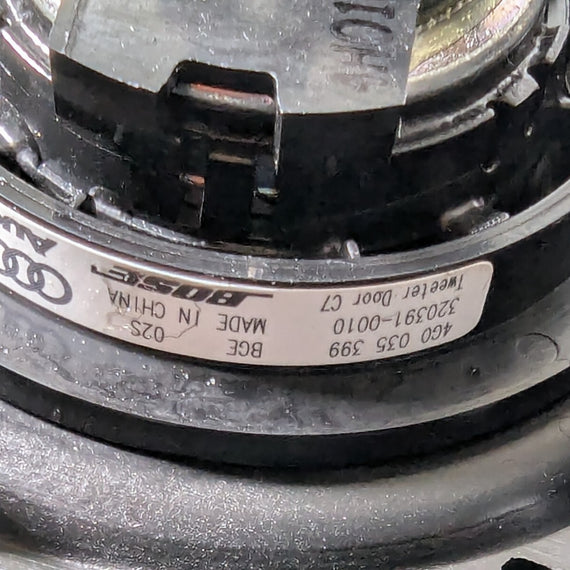 4G0 035 399
320391-0010
Tweeter Door C7
BGE
MADE IN CHINA
02S
BOSE